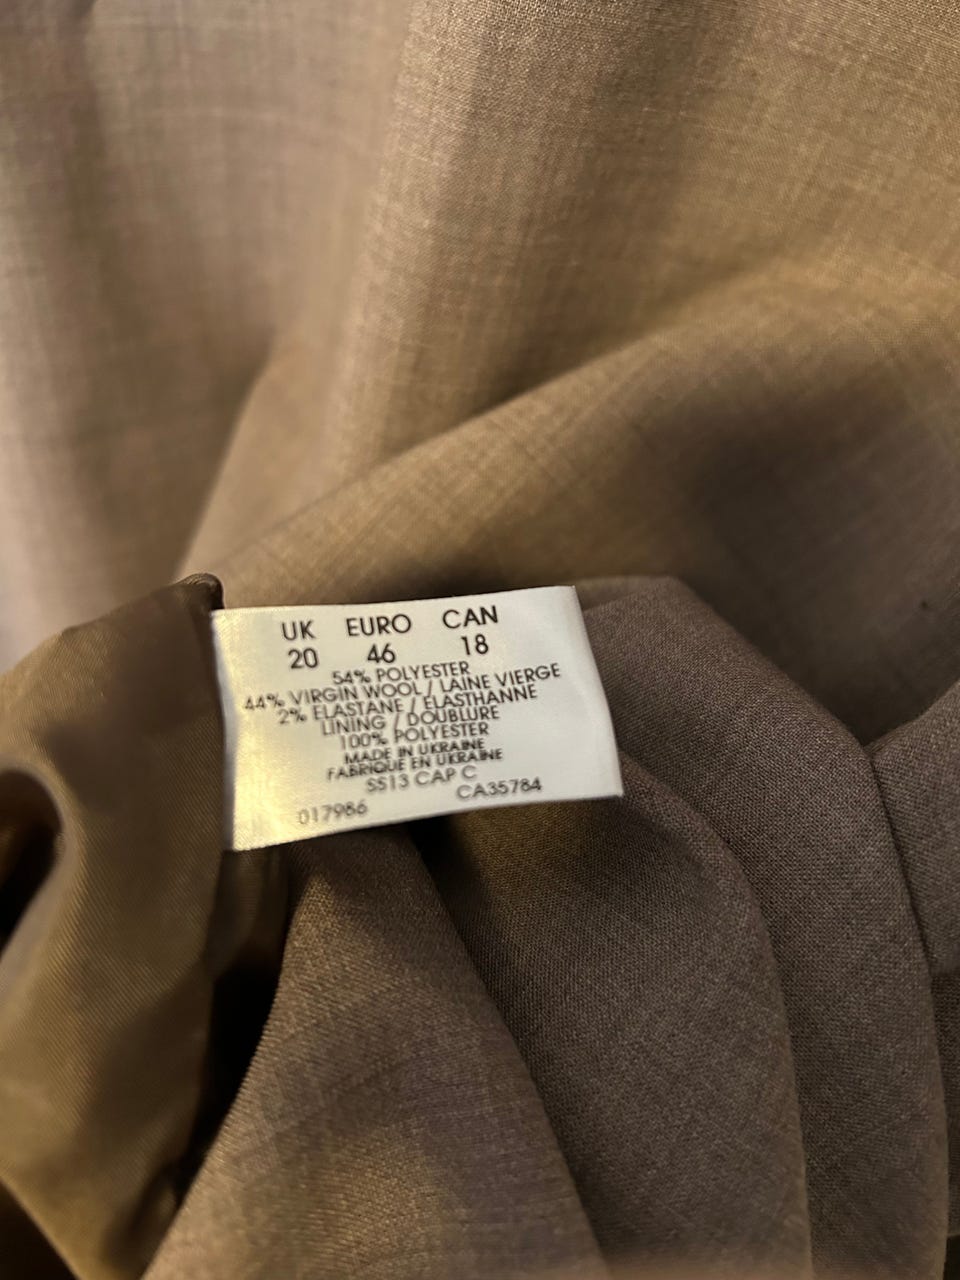 UK EURO CAN
20 46 18
54% POLYESTER
44% VIRGIN WOOL / LAINE VIERGE
2% ELASTANE / ELASTHANNE
LINING / DOUBLURE
100% POLYESTER
MADE IN UKRAINE
FABRIQUE EN UKRAINE
SS13 CAP C
017986 CA35784